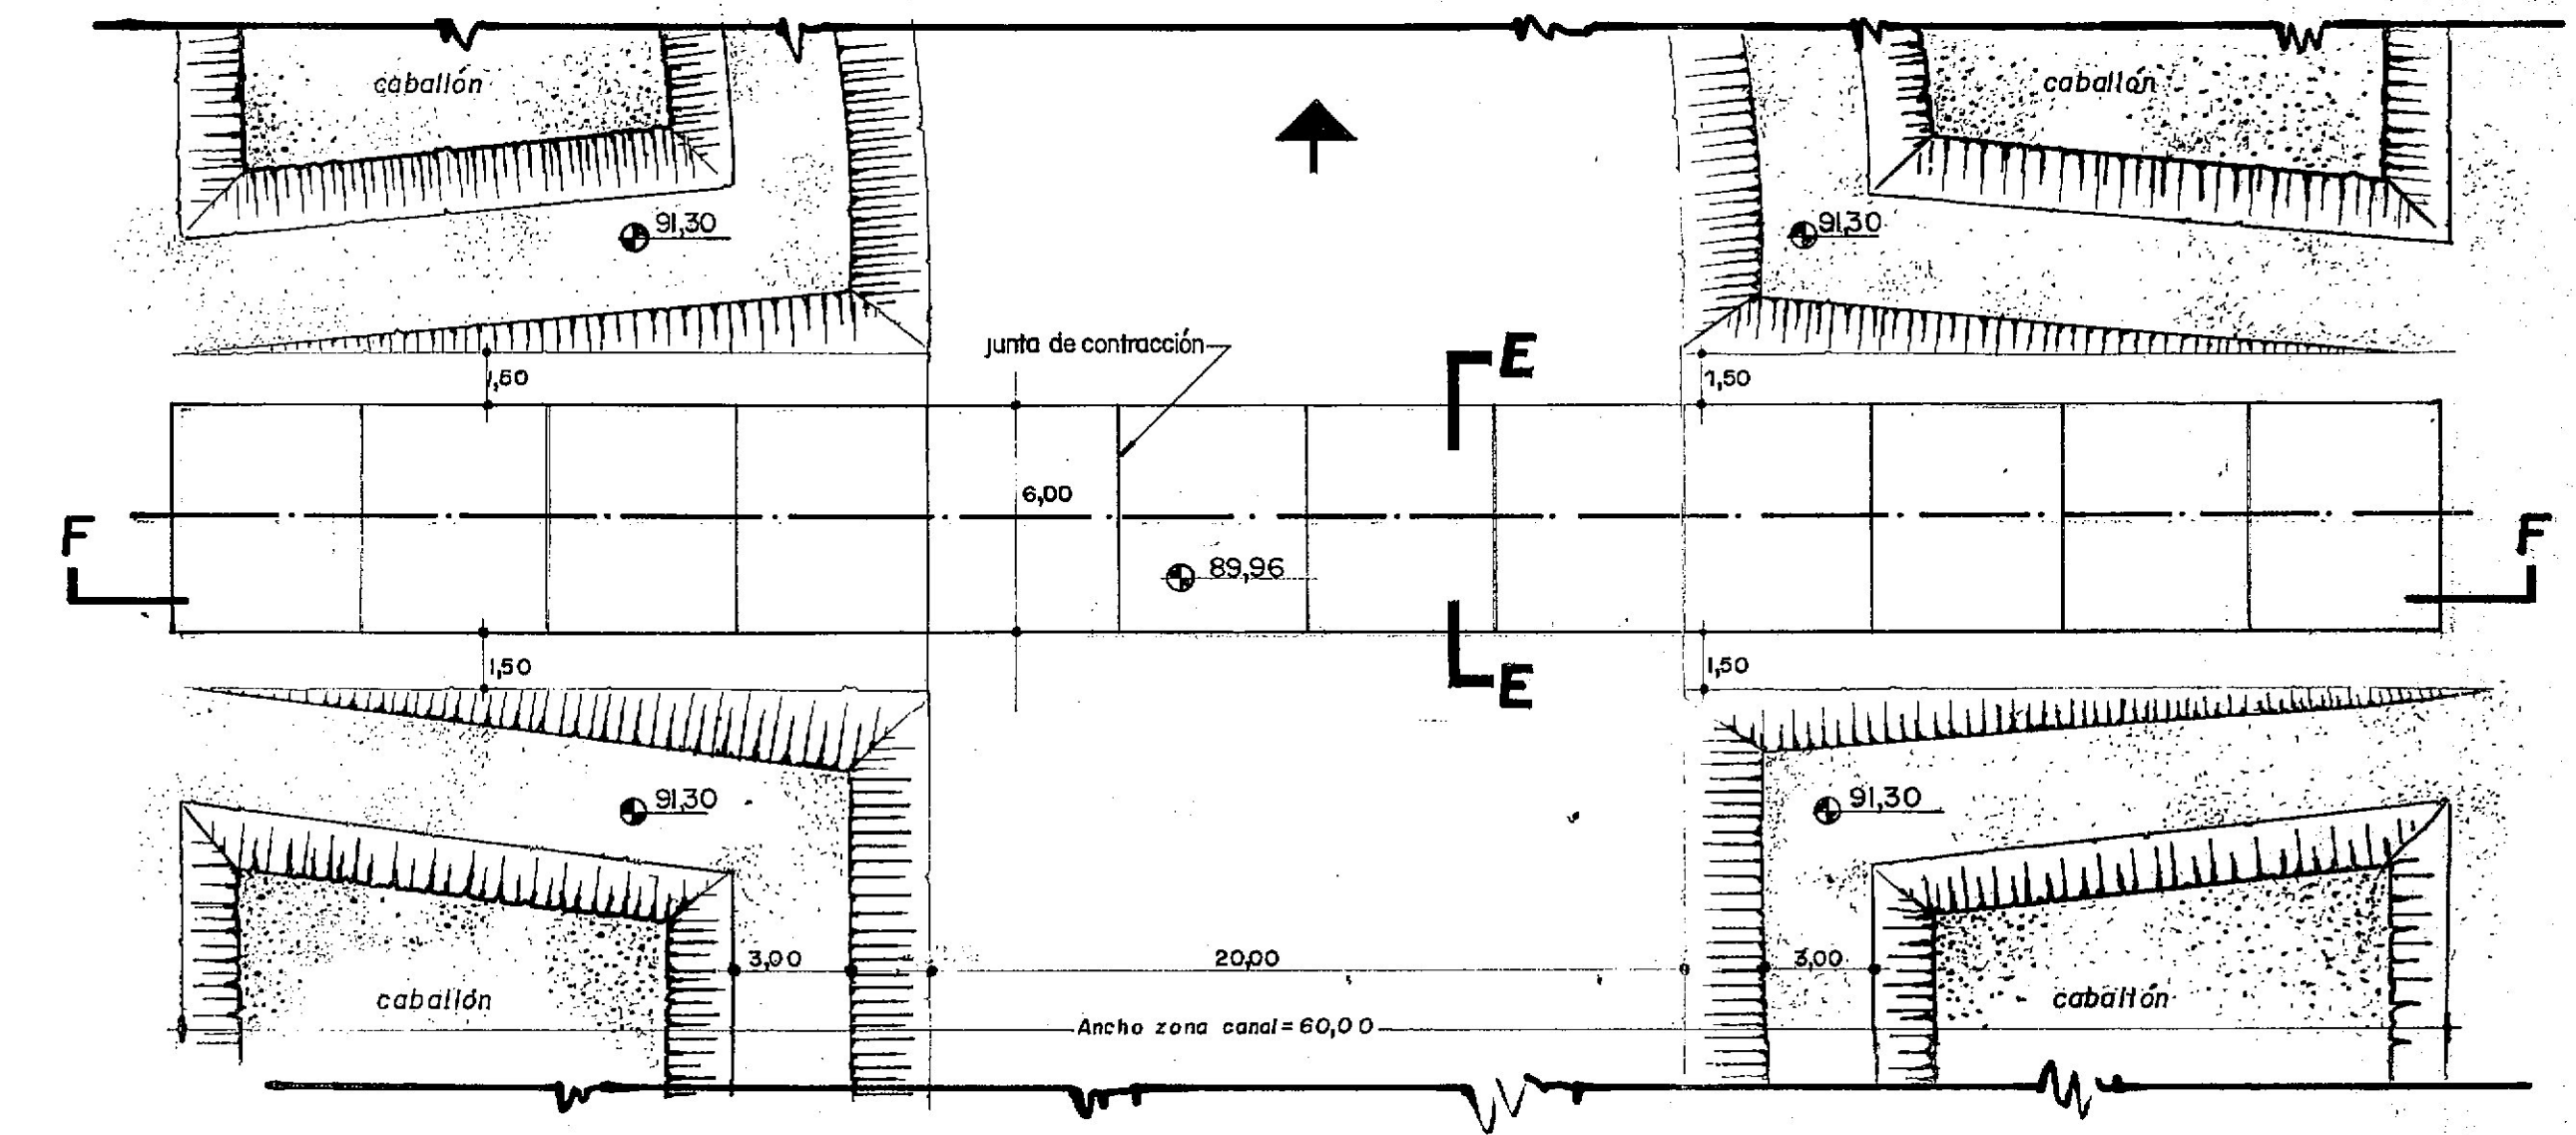 caballón
caballón
91,30
91,30
junta de contracción
E
1,50
1,50
6,00
F
F
89,96
1,50
1,50
E
91,30
91,30
3,00
20,00
3,00
caballón
caballón
Ancho zona canal=60,00